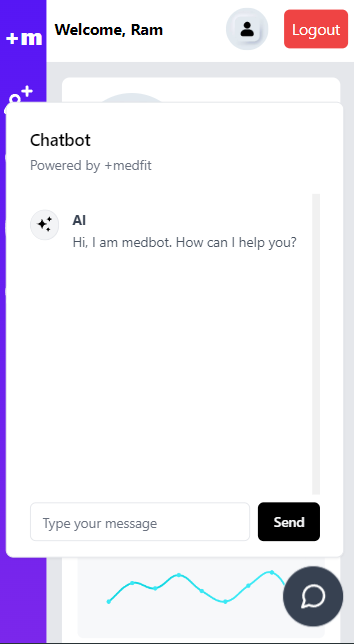 +m
Welcome, Ram
Logout
Chatbot
Powered by +medfit
AI
Hi, I am medbot. How can I help you?
Type your message
Send